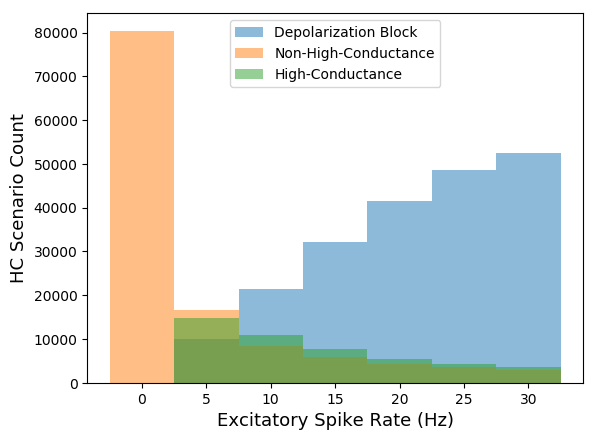 Depolarization Block
Non-High-Conductance
High-Conductance
HC Scenario Count
80000
70000
60000
50000
40000
30000
20000
10000
0
0 5 10 15 20 25 30
Excitatory Spike Rate (Hz)